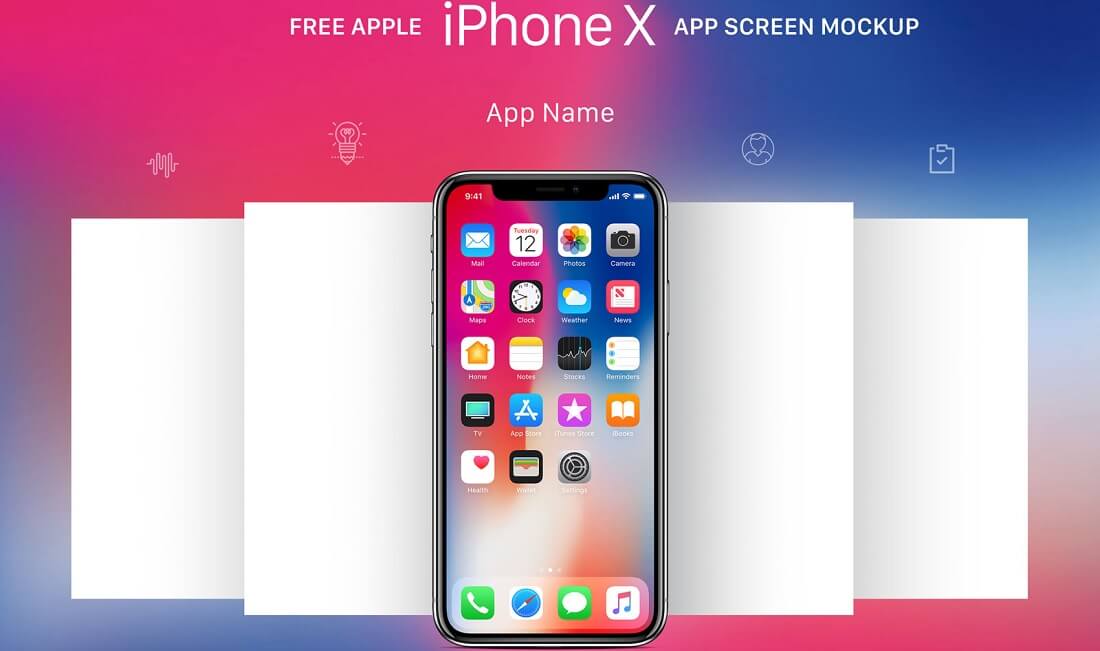 FREE APPLE iPhone X APP SCREEN MOCKUP
App Name
9:41
Tuesday
12
Mail Calendar Photos Camera
Maps Clock Weather News
Home Notes Stocks Reminders
TV App Store iTunes Store iBooks
Health Wallet Settings